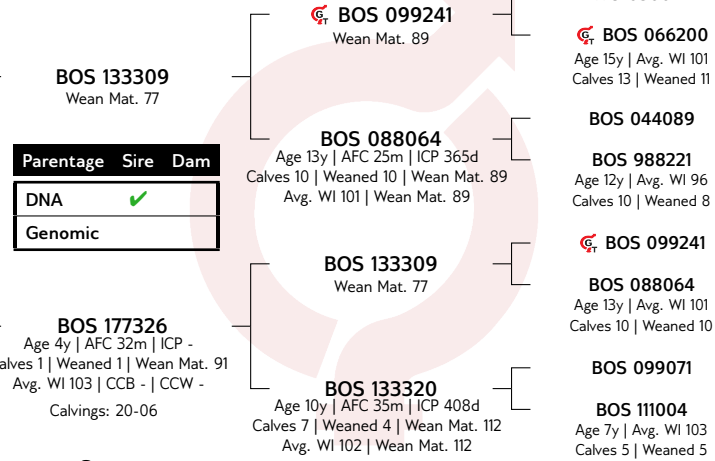 BOS 099241
Wean Mat. 89
BOS 066200
Age 15y | Avg. WI 101
Calves 13 | Weaned 11
BOS 133309
Wean Mat. 77
BOS 044089
BOS 088064
Age 13y | AFC 25m | ICP 365d
Calves 10 | Weaned 10 | Wean Mat. 89
Avg. WI 101 | Wean Mat. 89
BOS 988221
Age 12y | Avg. WI 96
Calves 10 | Weaned 8
Parentage Sire Dam
DNA ✔
Genomic
BOS 099241
BOS 133309
Wean Mat. 77
BOS 088064
Age 13y | Avg. WI 101
Calves 10 | Weaned 10
BOS 177326
Age 4y | AFC 32m | ICP -
alves 1 | Weaned 1 | Wean Mat. 91
Avg. WI 103 | CCB - | CCW -
Calvings: 20-06
BOS 099071
BOS 133320
Age 10y | AFC 35m | ICP 408d
Calves 7 | Weaned 4 | Wean Mat. 112
Avg. WI 102 | Wean Mat. 112
BOS 111004
Age 7y | Avg. WI 103
Calves 5 | Weaned 5